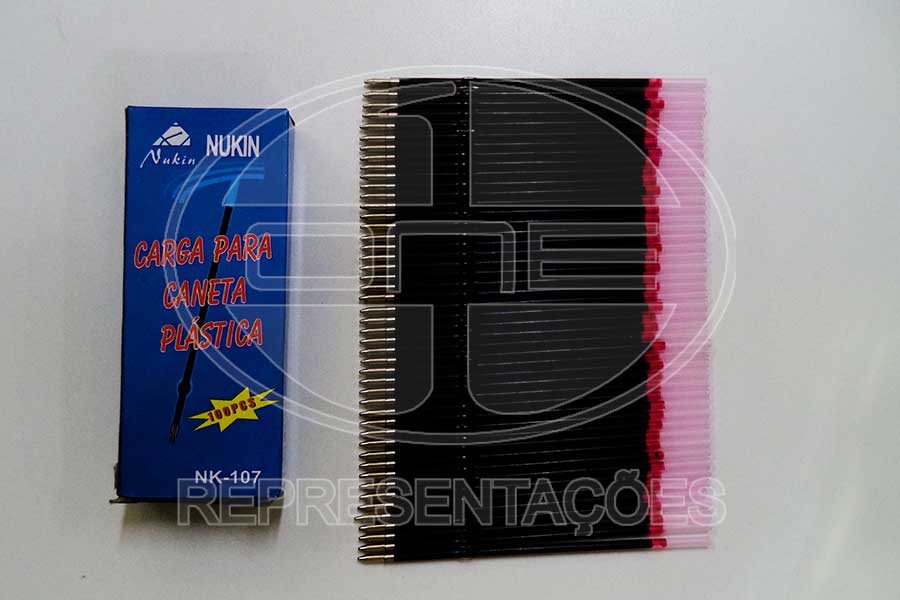 Nukin
NUKIN
CARGA PARA
CANETA
PLÁSTICA
100PCS
NK-107
REPRESENTAÇÕES